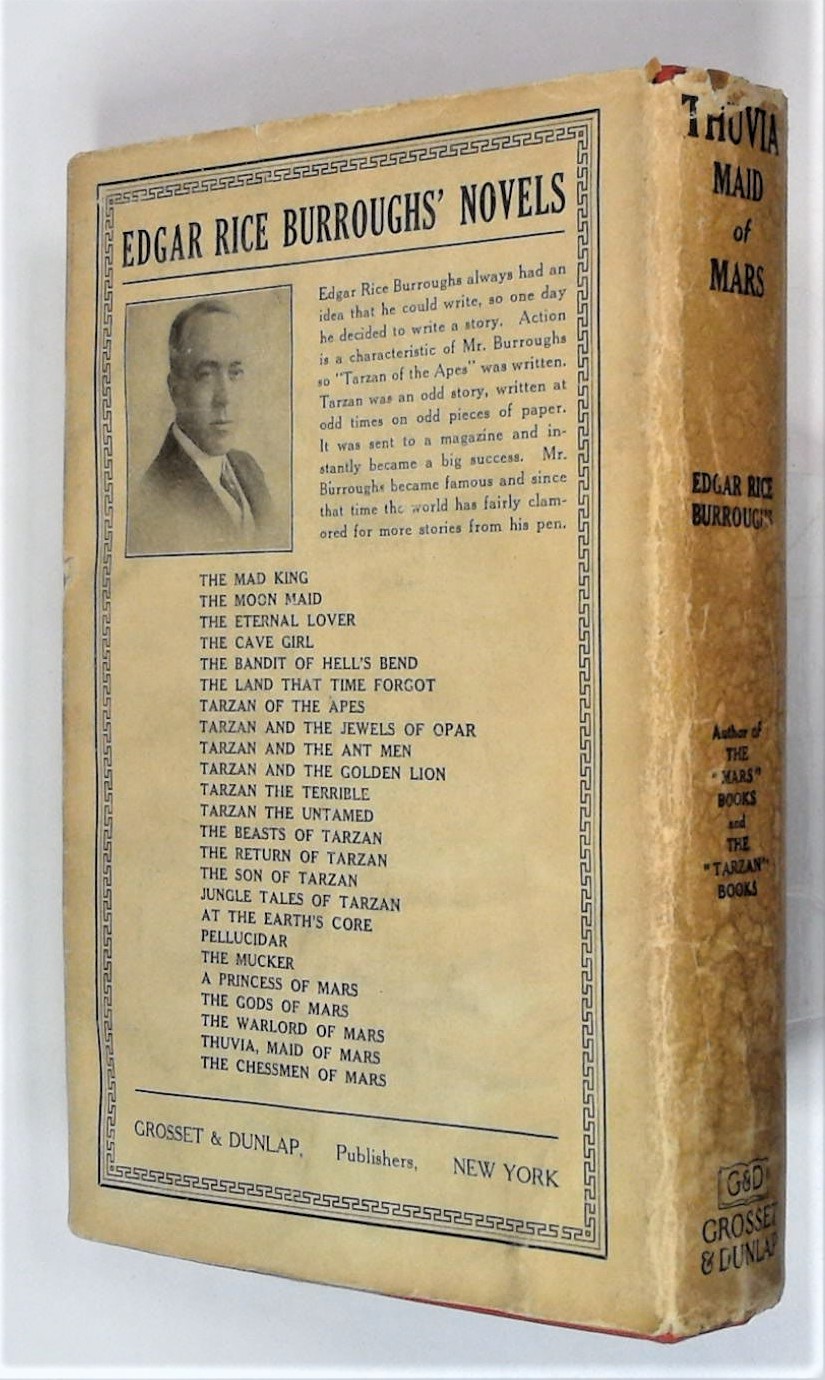 EDGAR RICE BURROUGHS' NOVELS
Edgar Rice Burroughs always had an
idea that he could write, so one day
he decided to write a story. Action
is a characteristic of Mr. Burroughs
so "Tarzan of the Apes" was written.
Tarzan was an odd story, written at
odd times on odd pieces of paper.
It was sent to a magazine and in-
stantly became a big success. Mr.
Burroughs became famous and since
that time the world has fairly clam-
ored for more stories from his pen.
THE MAD KING
THE MOON MAID
THE ETERNAL LOVER
THE CAVE GIRL
THE BANDIT OF HELL'S BEND
THE LAND THAT TIME FORGOT
TARZAN OF THE APES
TARZAN AND THE JEWELS OF OPAR
TARZAN AND THE ANT MEN
TARZAN AND THE GOLDEN LION
TARZAN THE TERRIBLE
TARZAN THE UNTAMED
THE BEASTS OF TARZAN
THE RETURN OF TARZAN
THE SON OF TARZAN
JUNGLE TALES OF TARZAN
AT THE EARTH'S CORE
PELLUCIDAR
THE MUCKER
A PRINCESS OF MARS
THE GODS OF MARS
THE WARLORD OF MARS
THUVIA, MAID OF MARS
THE CHESSMEN OF MARS
GROSSET & DUNLAP, Publishers, NEW YORK
THUVIA
MAID
of
MARS
EDGAR RICE
BURROUGHS
Author of
THE
"MARS"
BOOKS
and
THE
"TARZAN"
BOOKS
G&D
GROSSET
& DUNLAP